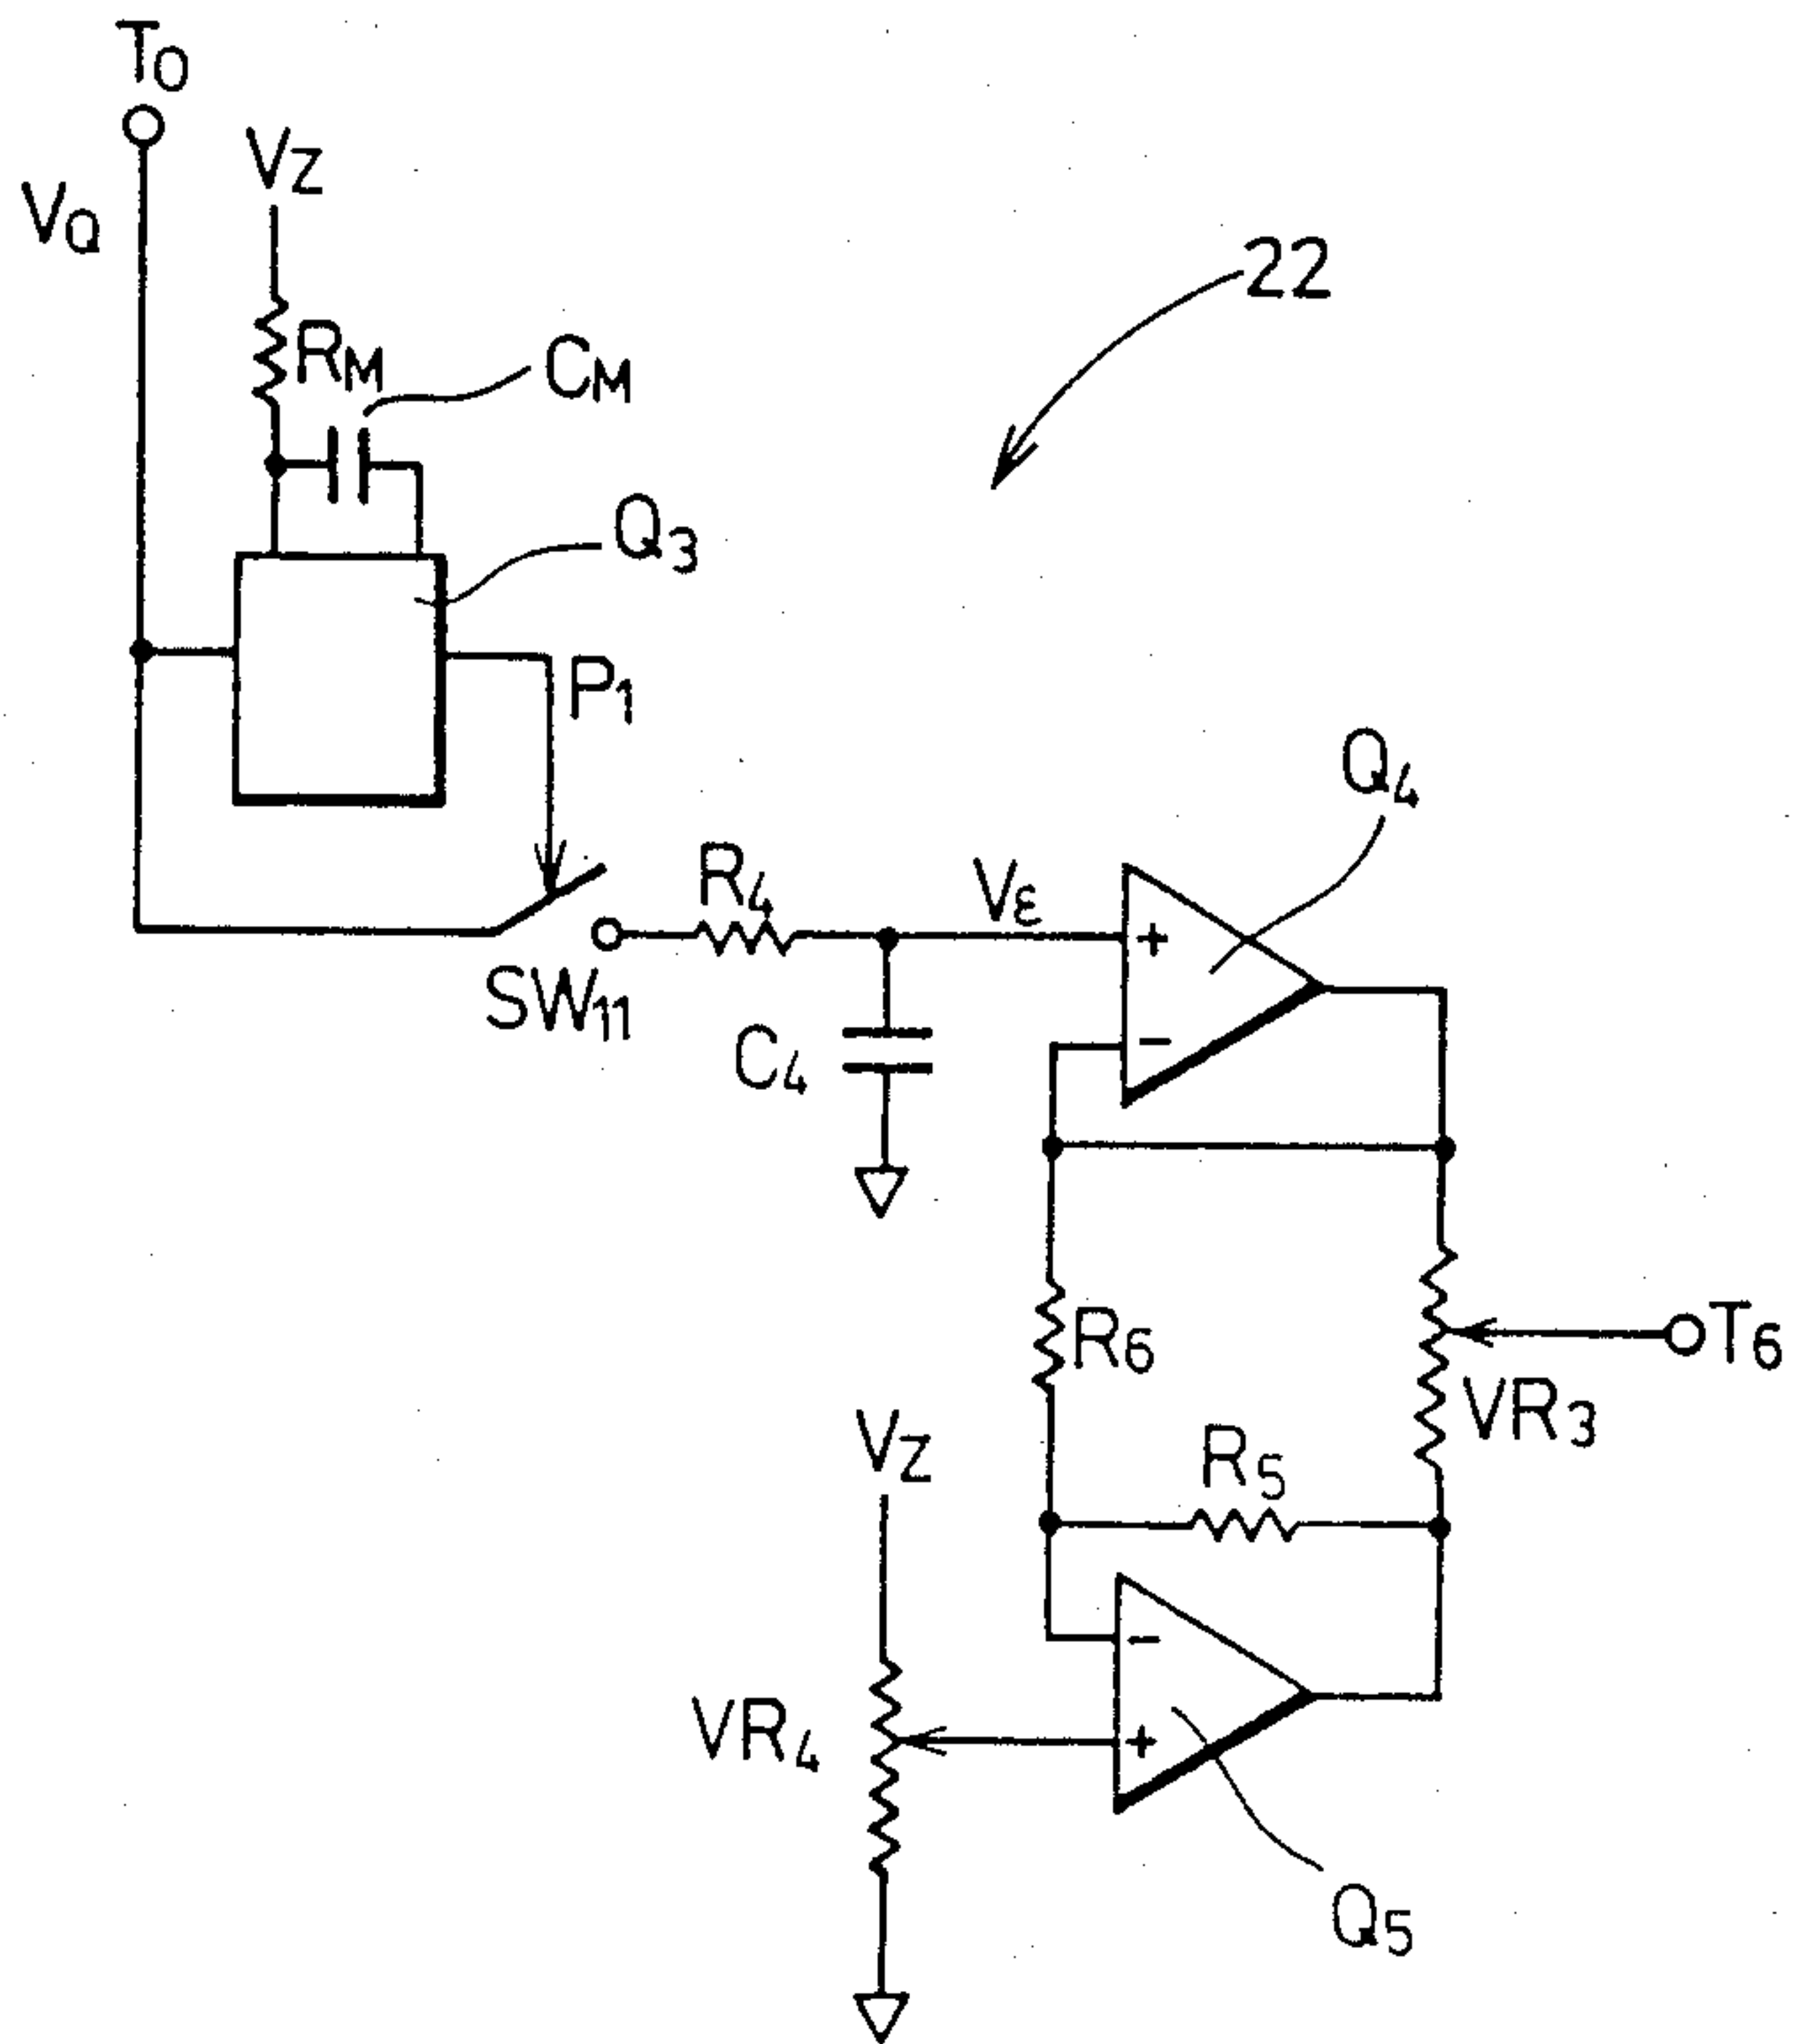 T0
VZ
Va
22
RM
CM
Q3
P1
Q4
R4
Vε
+
SW11
-
C4
R6
T6
VR3
VZ
R5
-
VR4
+
Q5